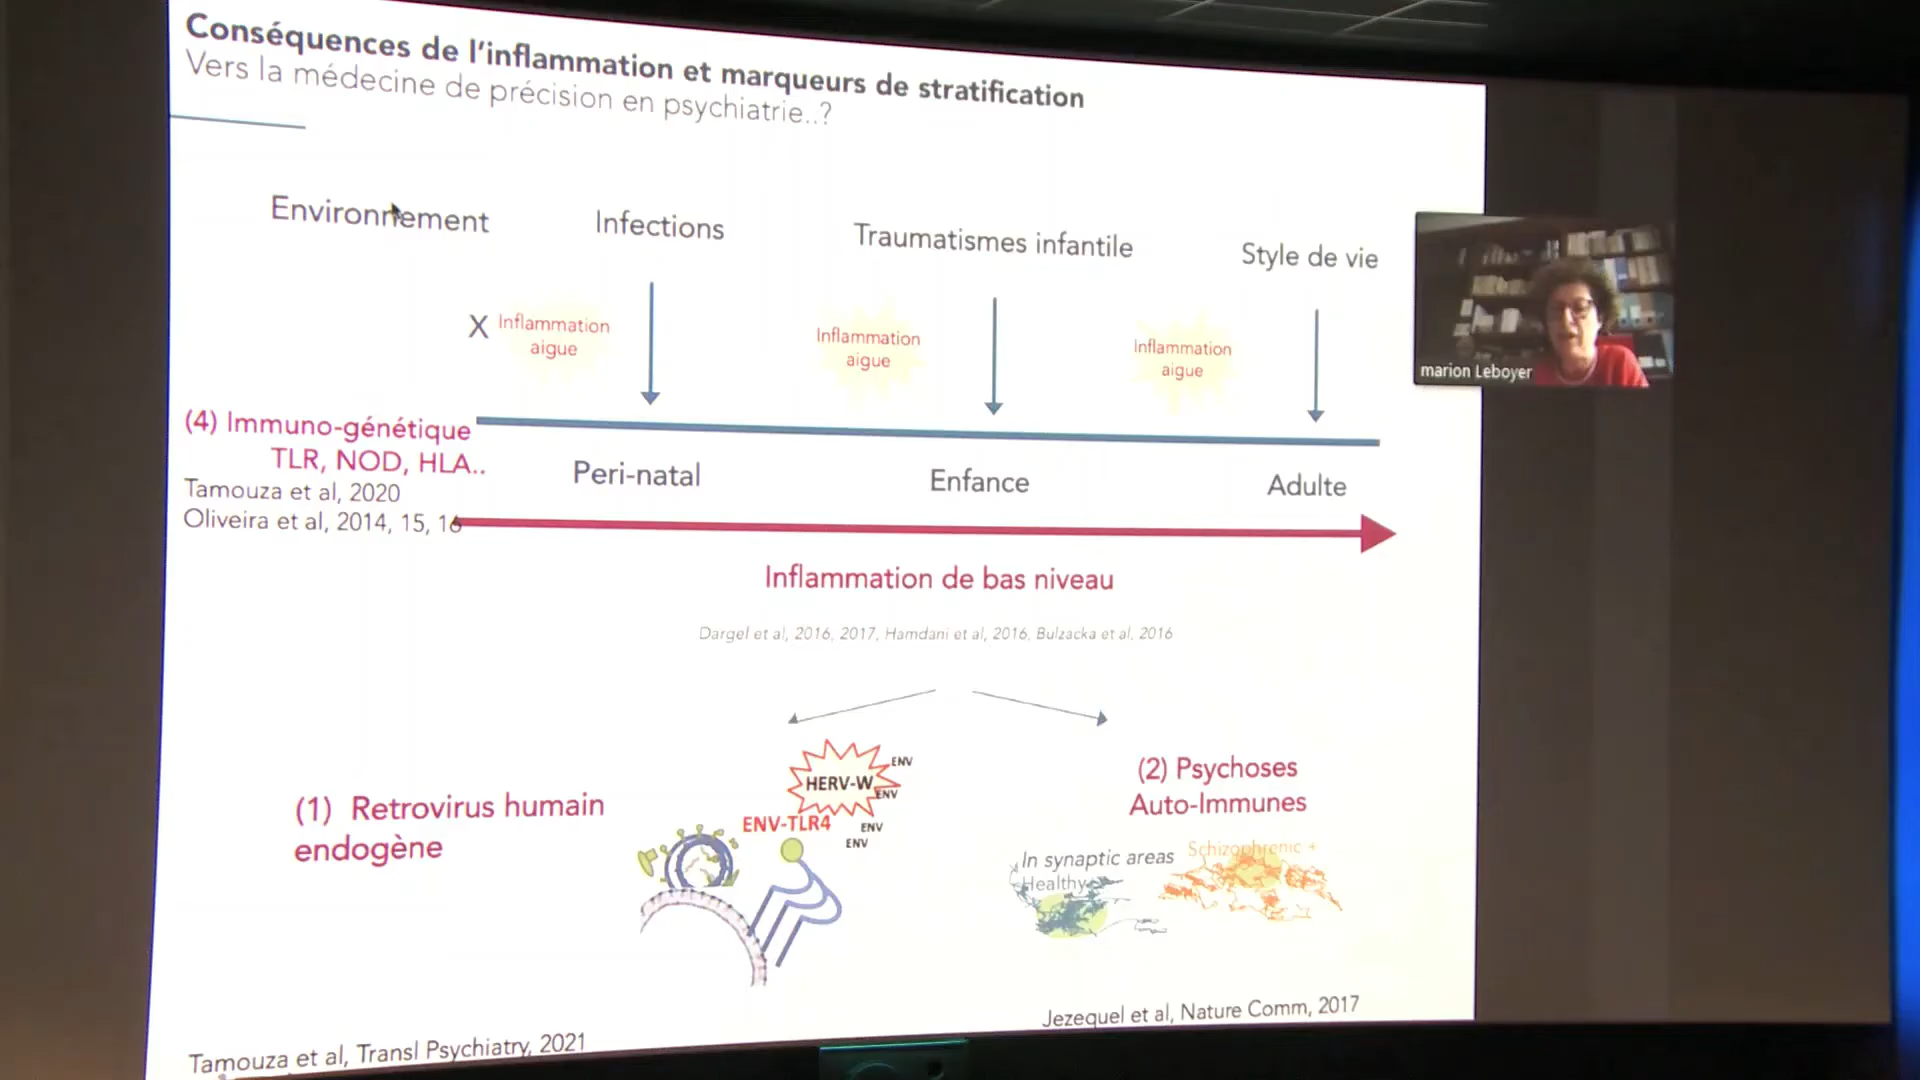 Conséquences de l'inflammation et marqueurs de stratification
Vers la médecine de précision en psychiatrie..?
Environnement
Infections
Traumatismes infantile
Style de vie
X
Inflammation
aigue
Inflammation
aigue
Inflammation
aigue
marion Leboyer
(4) Immuno-génétique
TLR, NOD, HLA..
Tamouza et al, 2020
Oliveira et al, 2014, 15, 16
Peri-natal
Enfance
Adulte
Inflammation de bas niveau
Dargel et al, 2016, 2017, Hamdani et al, 2016, Bulzacka et al, 2016
(1) Retrovirus humain
endogène
HERV-W
ENV
ENV
ENV-TLR4
ENV
ENV
(2) Psychoses
Auto-Immunes
In synaptic areas
Healthy
Schizophrenic +
Jezequel et al, Nature Comm, 2017
Tamouza et al, Transl Psychiatry, 2021